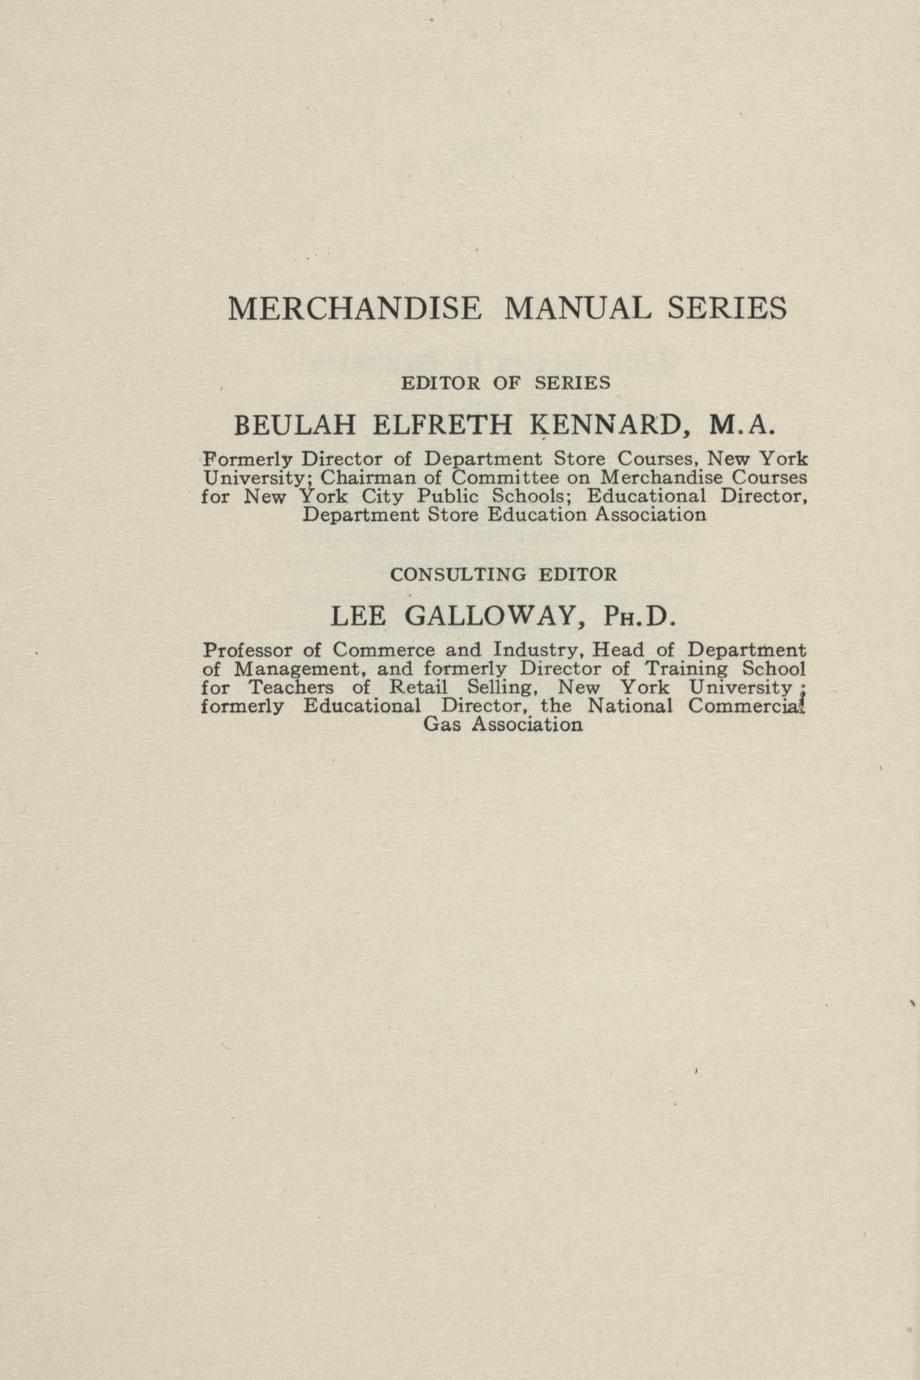 MERCHANDISE MANUAL SERIES
EDITOR OF SERIES
BEULAH ELFRETH KENNARD, M.A.
Formerly Director of Department Store Courses, New York
University; Chairman of Committee on Merchandise Courses
for New York City Public Schools; Educational Director,
Department Store Education Association
CONSULTING EDITOR
LEE GALLOWAY, PH.D.
Professor of Commerce and Industry, Head of Department
of Management, and formerly Director of Training School
for Teachers of Retail Selling, New York University;
formerly Educational Director, the National Commercial
Gas Association